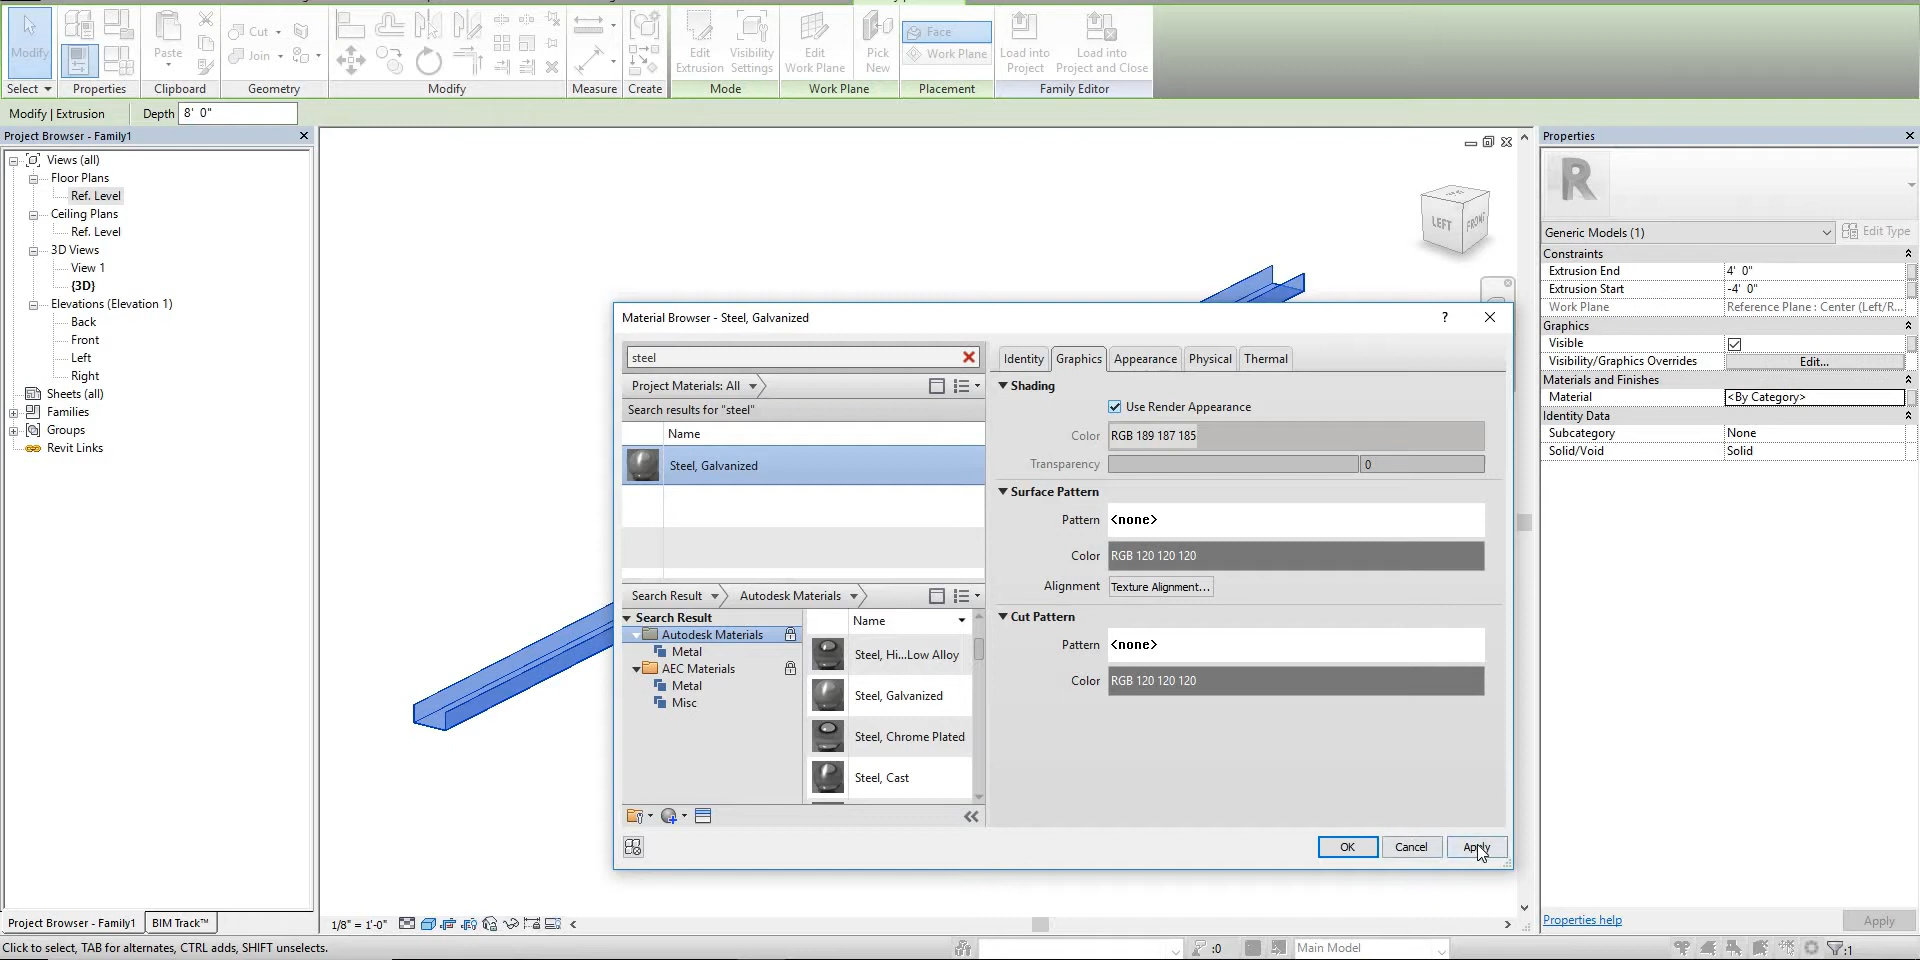 Modify
Paste
Cut
Join
Edit
Extrusion
Visibility
Settings
Edit
Work Plane
Pick
New
Face
Work Plane
Load into
Project
Load into
Project and Close
Select
Properties
Clipboard
Geometry
Modify
Measure
Create
Mode
Work Plane
Placement
Family Editor
Modify | Extrusion
Depth
8'  0"
Project Browser - Family1
Views (all)
Floor Plans
Ref. Level
Ceiling Plans
Ref. Level
3D Views
View 1
{3D}
Elevations (Elevation 1)
Back
Front
Left
Right
Sheets (all)
Families
Groups
Revit Links
Project Browser - Family1
BIM Track™
LEFT
FRONT
Material Browser - Steel, Galvanized
?
steel
Project Materials: All
Search results for "steel"
Name
Steel, Galvanized
Search Result
Autodesk Materials
Search Result
Autodesk Materials
Metal
AEC Materials
Metal
Misc
Name
Steel, Hi...Low Alloy
Steel, Galvanized
Steel, Chrome Plated
Steel, Cast
Identity
Graphics
Appearance
Physical
Thermal
Shading
Use Render Appearance
Color
RGB 189 187 185
Transparency
0
Surface Pattern
Pattern
<none>
Color
RGB 120 120 120
Alignment
Texture Alignment...
Cut Pattern
Pattern
<none>
Color
RGB 120 120 120
OK
Cancel
Apply
Properties
R
Generic Models (1)
Edit Type
Constraints
Extrusion End
4'  0"
Extrusion Start
-4'  0"
Work Plane
Reference Plane : Center (Left/R...
Graphics
Visible
Visibility/Graphics Overrides
Edit...
Materials and Finishes
Material
<By Category>
Identity Data
Subcategory
None
Solid/Void
Solid
Properties help
Apply
1/8" = 1'-0"
Click to select, TAB for alternates, CTRL adds, SHIFT unselects.
:0
Main Model
:1